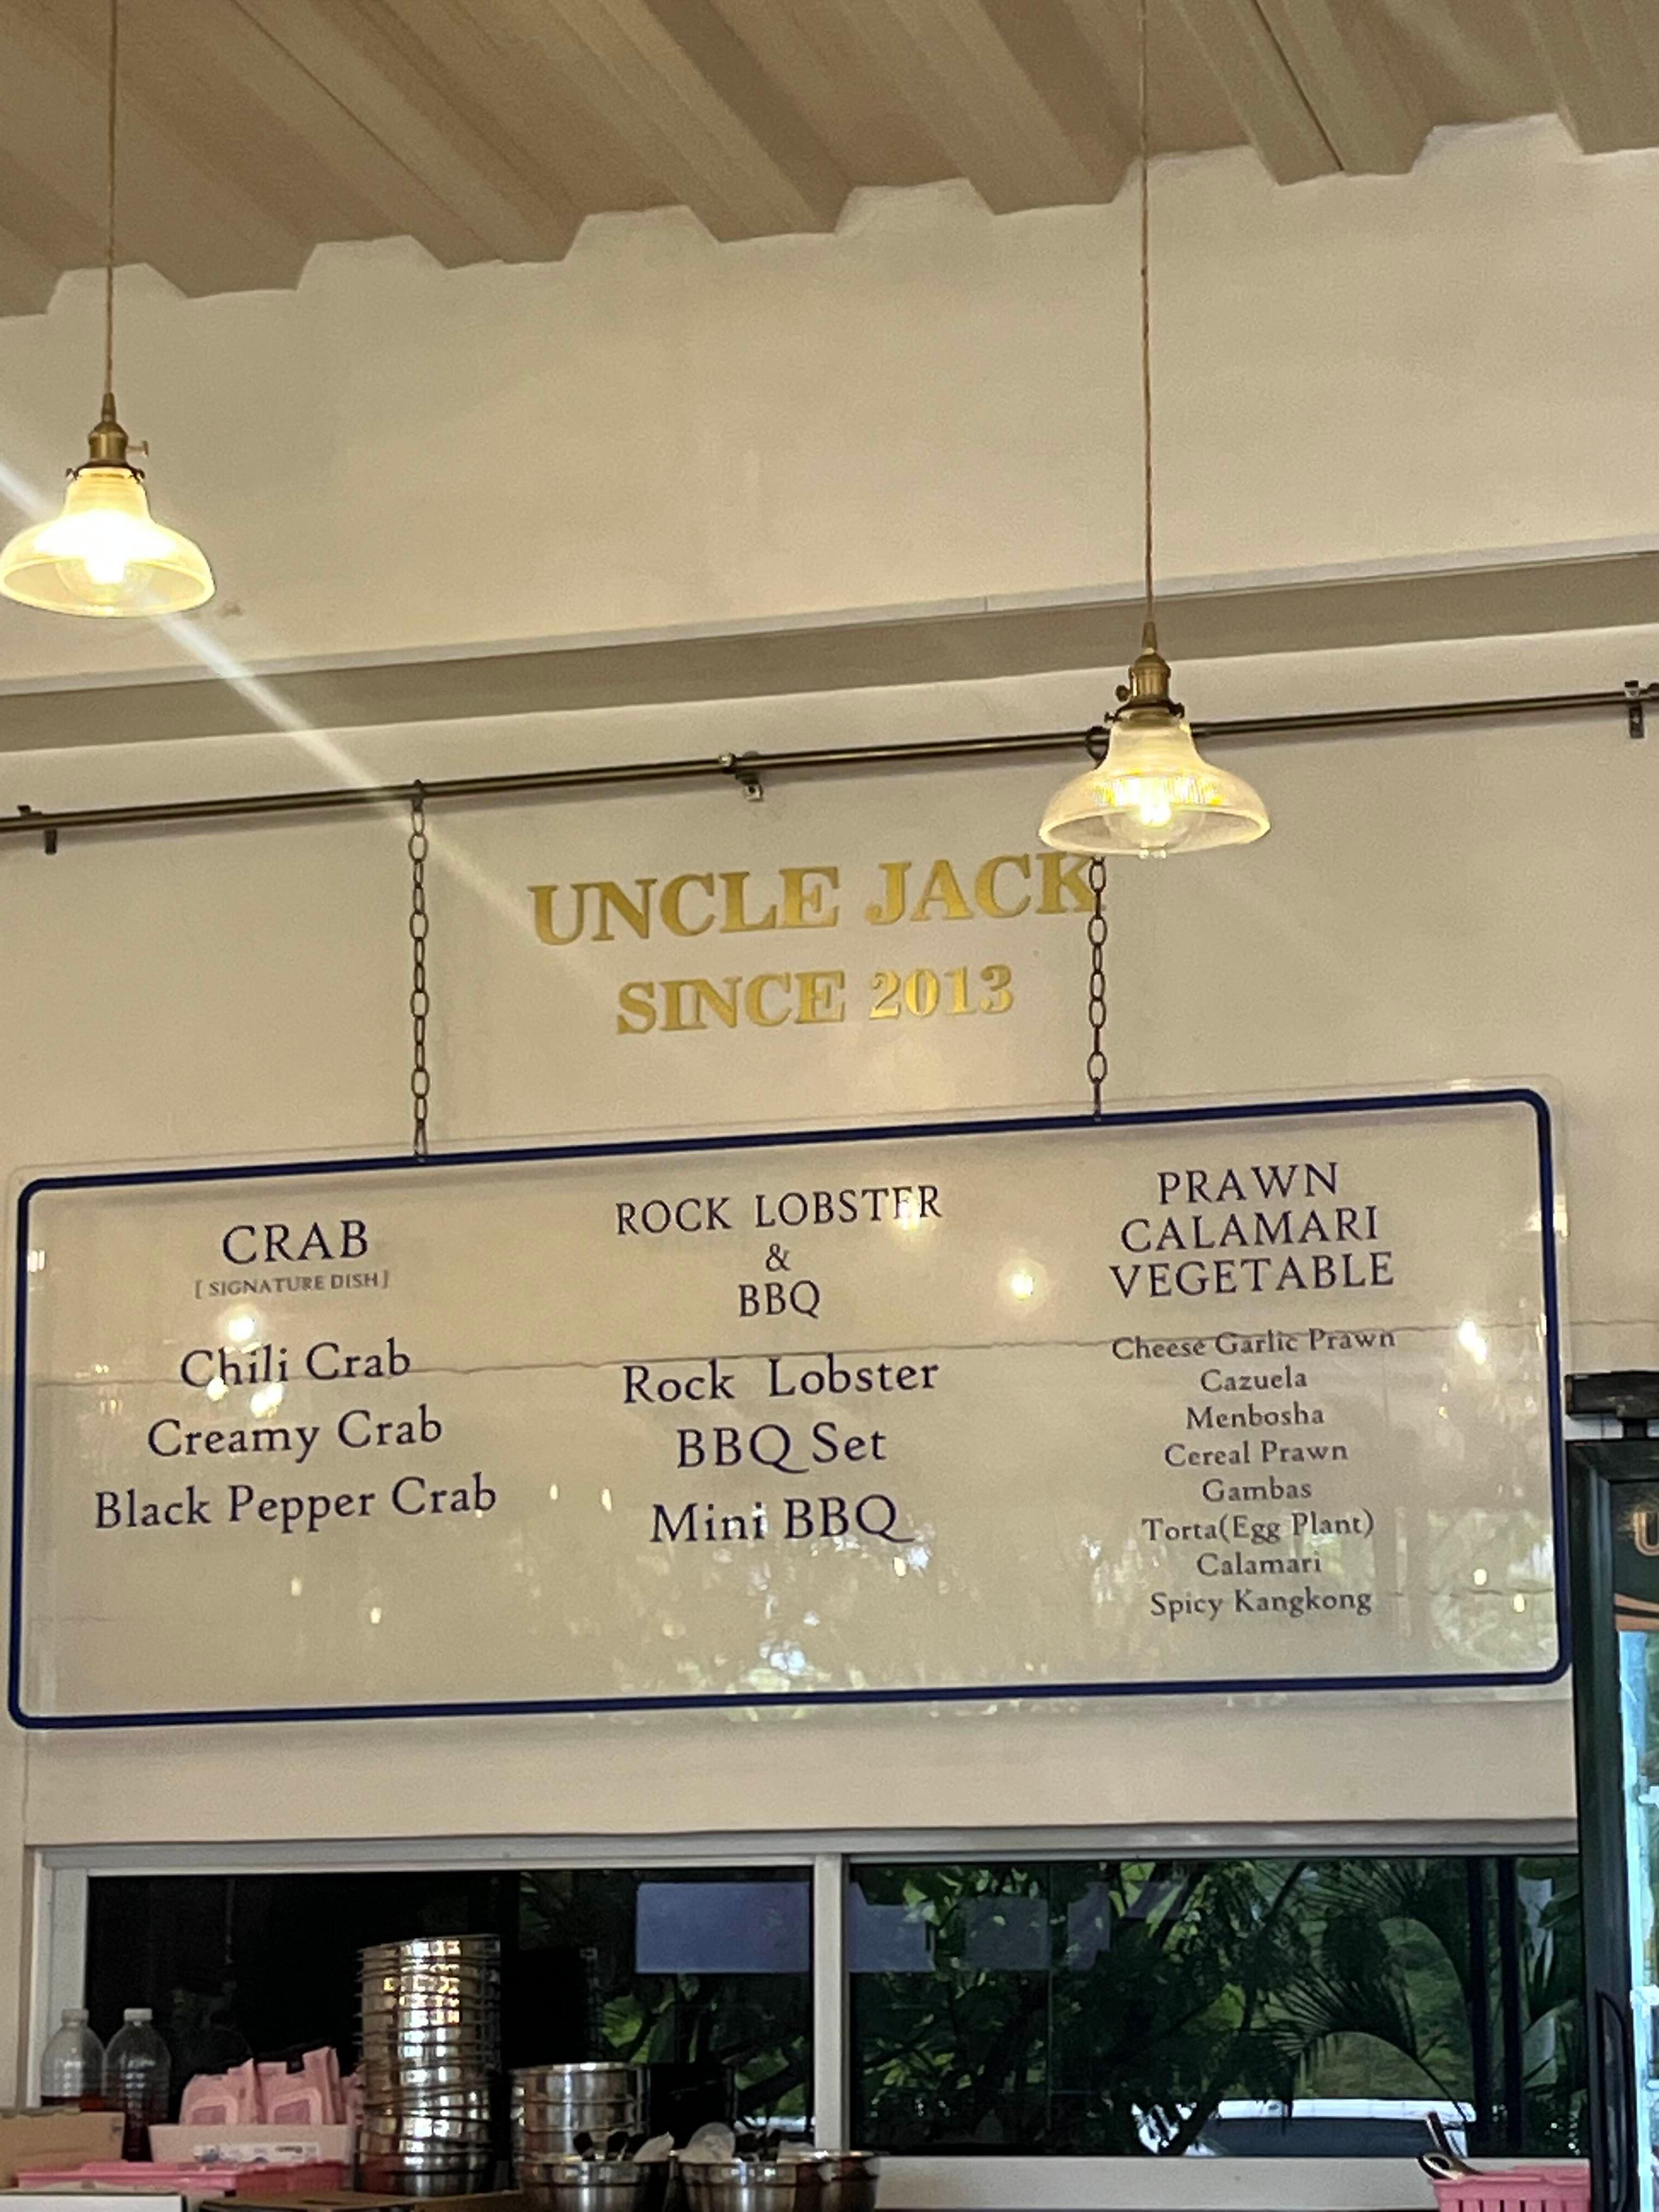 UNCLE JACK
SINCE 2013
CRAB
[ SIGNATURE DISH ]
Chili Crab
Creamy Crab
Black Pepper Crab
ROCK LOBSTER
&
BBQ
Rock Lobster
BBQ Set
Mini BBQ
PRAWN
CALAMARI
VEGETABLE
Cheese Garlic Prawn
Cazuela
Menbosha
Cereal Prawn
Gambas
Torta(Egg Plant)
Calamari
Spicy Kangkong